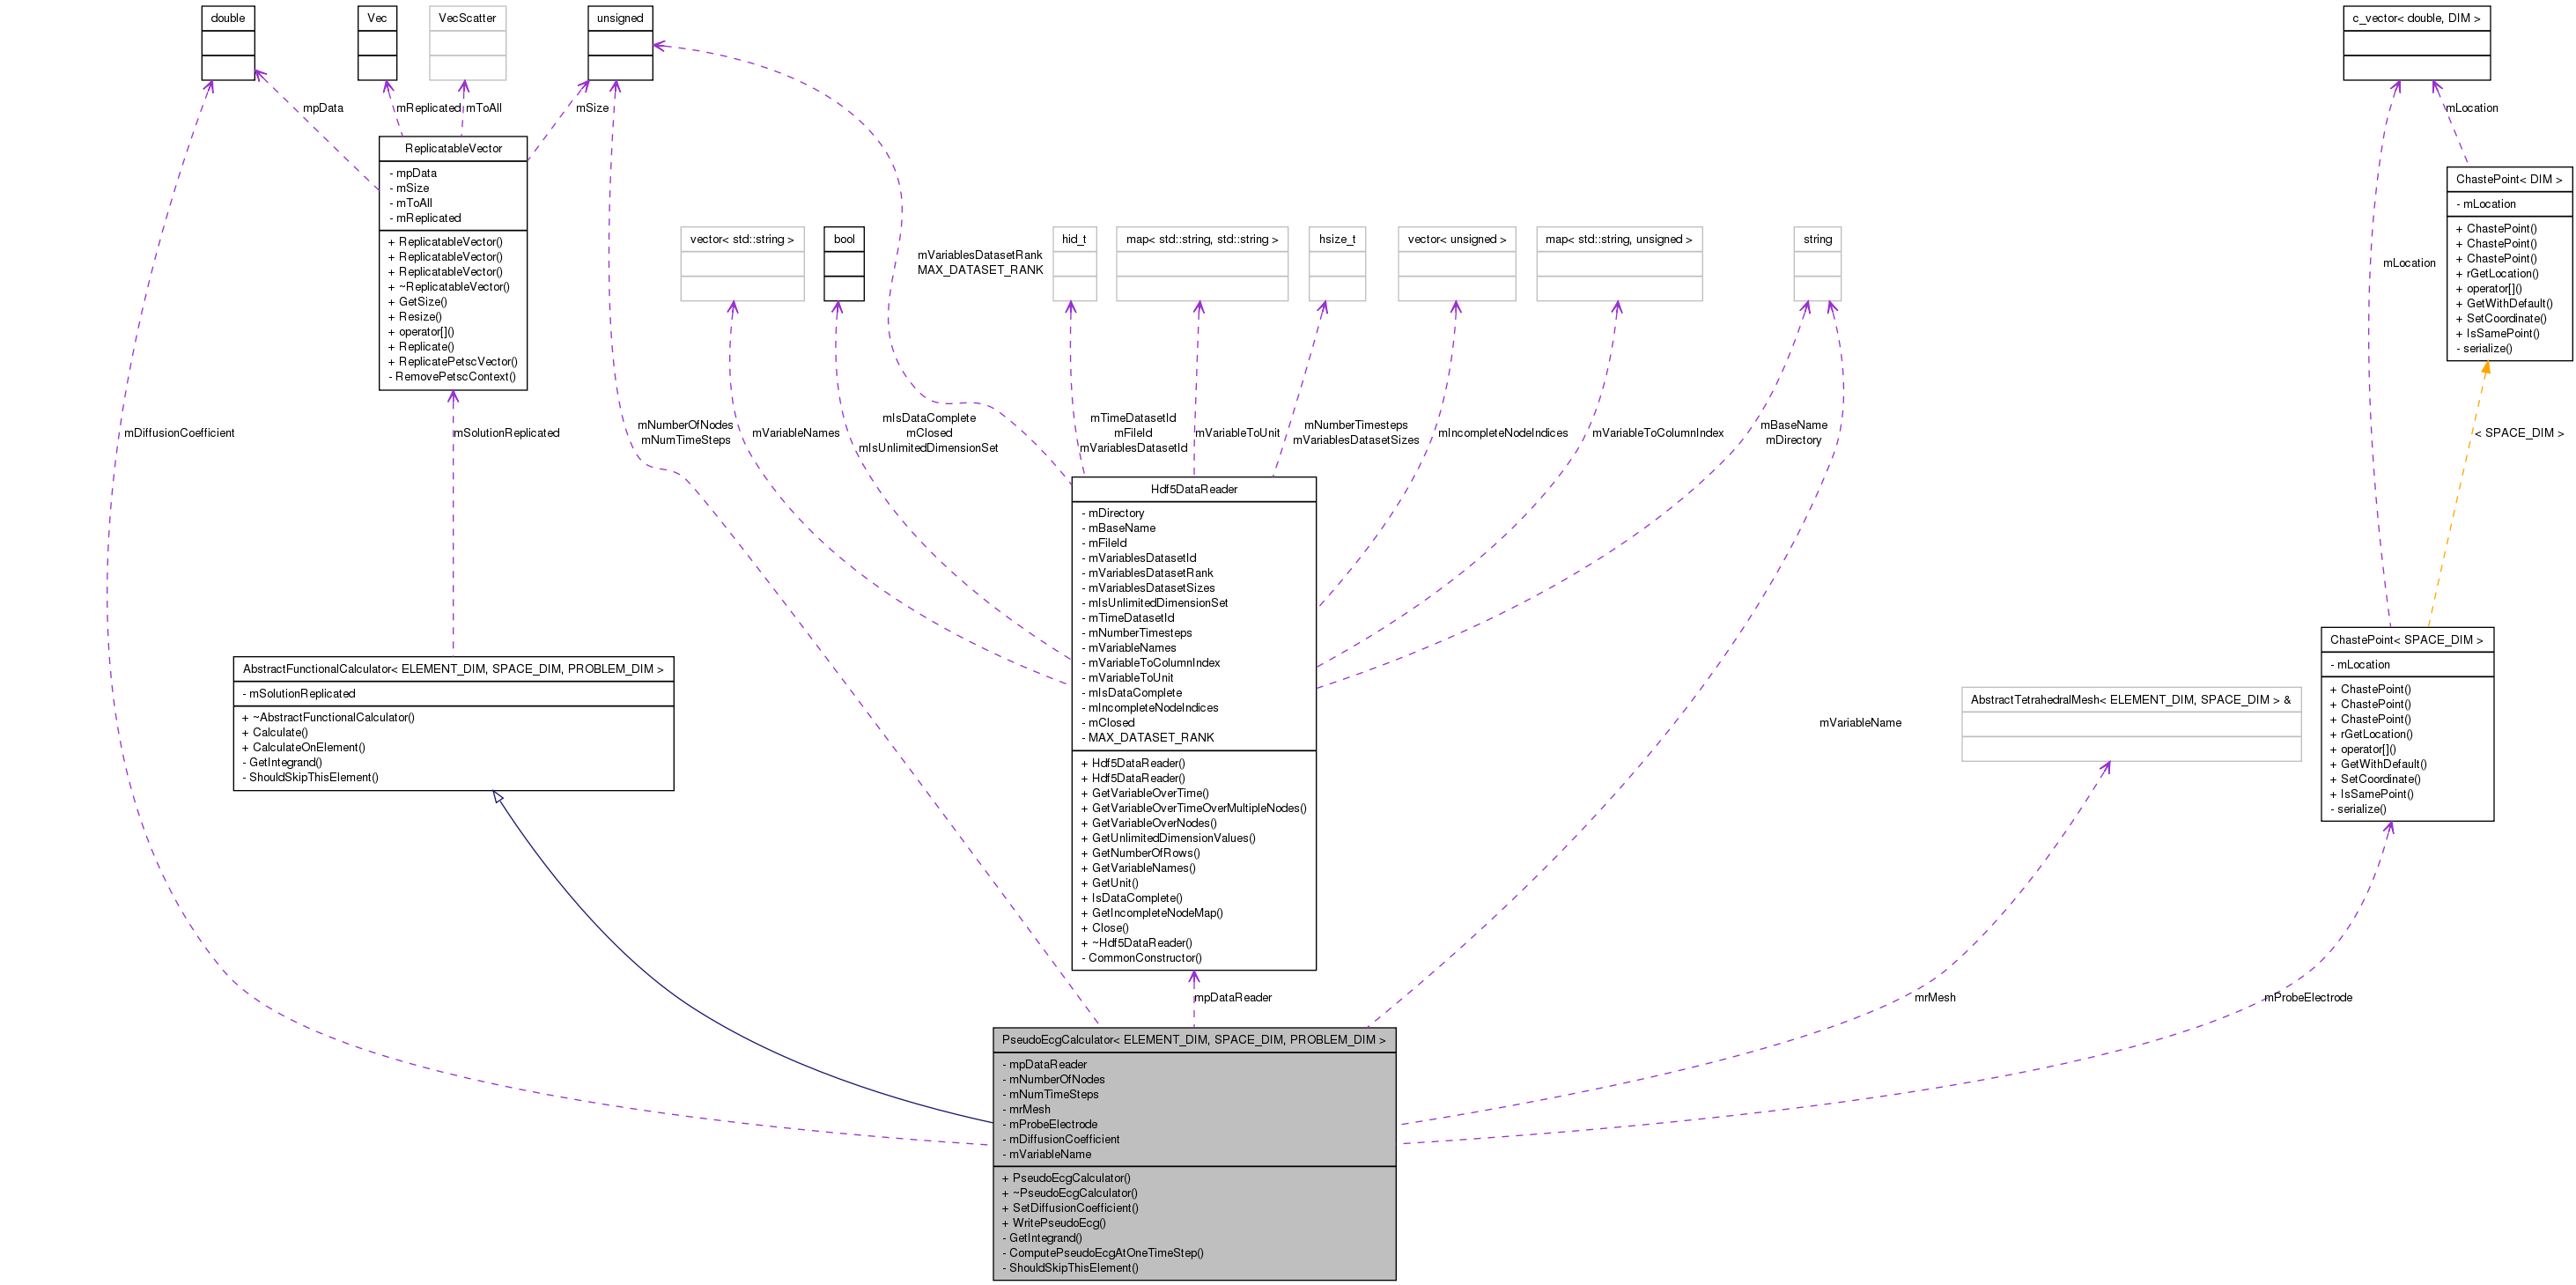 double
Vec
VecScatter
unsigned
c_vector< double, DIM >
mpData
mReplicated
mToAll
mSize
mLocation
ReplicatableVector
- mpData
- mSize
- mToAll
- mReplicated
+ ReplicatableVector()
+ ReplicatableVector()
+ ReplicatableVector()
+ ~ReplicatableVector()
+ GetSize()
+ Resize()
+ operator[]()
+ Replicate()
+ ReplicatePetscVector()
- RemovePetscContext()
ChastePoint< DIM >
- mLocation
+ ChastePoint()
+ ChastePoint()
+ ChastePoint()
+ rGetLocation()
+ operator[]()
+ GetWithDefault()
+ SetCoordinate()
+ IsSamePoint()
- serialize()
vector< std::string >
bool
mVariablesDatasetRank
MAX_DATASET_RANK
hid_t
map< std::string, std::string >
hsize_t
vector< unsigned >
map< std::string, unsigned >
string
mLocation
mDiffusionCoefficient
mSolutionReplicated
mNumberOfNodes
mNumTimeSteps
mVariableNames
mIsDataComplete
mClosed
mIsUnlimitedDimensionSet
mTimeDatasetId
mFileId
mVariablesDatasetId
mVariableToUnit
mNumberTimesteps
mVariablesDatasetSizes
mIncompleteNodeIndices
mVariableToColumnIndex
mBaseName
mDirectory
< SPACE_DIM >
Hdf5DataReader
- mDirectory
- mBaseName
- mFileId
- mVariablesDatasetId
- mVariablesDatasetRank
- mVariablesDatasetSizes
- mIsUnlimitedDimensionSet
- mTimeDatasetId
- mNumberTimesteps
- mVariableNames
- mVariableToColumnIndex
- mVariableToUnit
- mIsDataComplete
- mIncompleteNodeIndices
- mClosed
- MAX_DATASET_RANK
+ Hdf5DataReader()
+ Hdf5DataReader()
+ GetVariableOverTime()
+ GetVariableOverTimeOverMultipleNodes()
+ GetVariableOverNodes()
+ GetUnlimitedDimensionValues()
+ GetNumberOfRows()
+ GetVariableNames()
+ GetUnit()
+ IsDataComplete()
+ GetIncompleteNodeMap()
+ Close()
+ ~Hdf5DataReader()
- CommonConstructor()
AbstractFunctionalCalculator< ELEMENT_DIM, SPACE_DIM, PROBLEM_DIM >
- mSolutionReplicated
+ ~AbstractFunctionalCalculator()
+ Calculate()
+ CalculateOnElement()
- GetIntegrand()
- ShouldSkipThisElement()
mVariableName
AbstractTetrahedralMesh< ELEMENT_DIM, SPACE_DIM > &
ChastePoint< SPACE_DIM >
- mLocation
+ ChastePoint()
+ ChastePoint()
+ ChastePoint()
+ rGetLocation()
+ operator[]()
+ GetWithDefault()
+ SetCoordinate()
+ IsSamePoint()
- serialize()
mpDataReader
mrMesh
mProbeElectrode
PseudoEcgCalculator< ELEMENT_DIM, SPACE_DIM, PROBLEM_DIM >
- mpDataReader
- mNumberOfNodes
- mNumTimeSteps
- mrMesh
- mProbeElectrode
- mDiffusionCoefficient
- mVariableName
+ PseudoEcgCalculator()
+ ~PseudoEcgCalculator()
+ SetDiffusionCoefficient()
+ WritePseudoEcg()
- GetIntegrand()
- ComputePseudoEcgAtOneTimeStep()
- ShouldSkipThisElement()